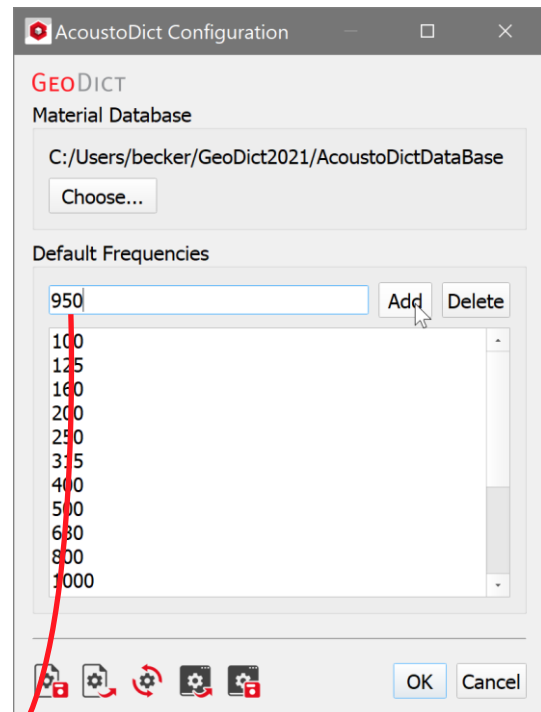 AcoustoDict Configuration
GEODICT
Material Database
C:/Users/becker/GeoDict2021/AcoustoDictDataBase
Choose...
Default Frequencies
950 Add Delete
100
125
160
200
250
315
400
500
630
800
1000
OK Cancel